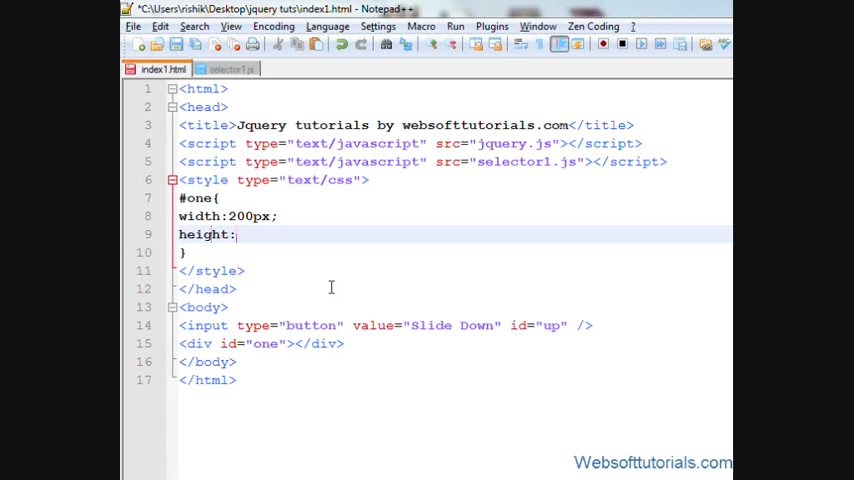 *C:\Users\rishik\Desktop\jquery tuts\index1.html - Notepad++
File Edit Search View Encoding Language Settings Macro Run Plugins Window Zen Coding ?
index1.html selector1.js
1 <html>
2 <head>
3 <title>Jquery tutorials by websofttutorials.com</title>
4 <script type="text/javascript" src="jquery.js"></script>
5 <script type="text/javascript" src="selector1.js"></script>
6 <style type="text/css">
7 #one{
8 width:200px;
9 height:
10 }
11 </style>
12 </head>
13 <body>
14 <input type="button" value="Slide Down" id="up" />
15 <div id="one"></div>
16 </body>
17 </html>
Websofttutorials.com